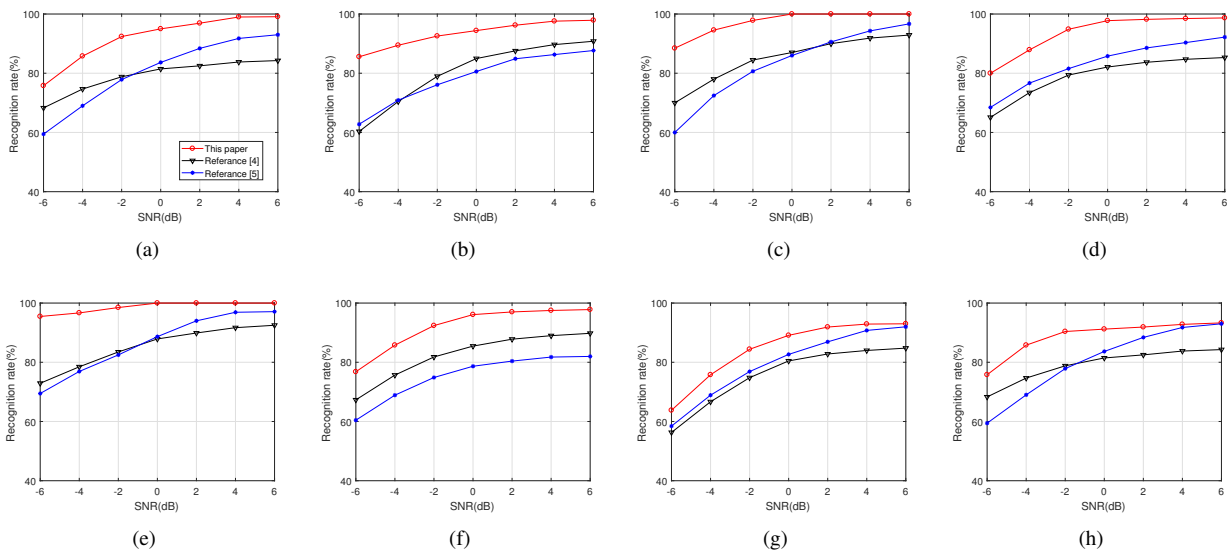 100
80
60
40
Recognition rate(%)
-6 -4 -2 0 2 4 6
SNR(dB)
This paper
Referance [4]
Referance [5]
(a)
100
80
60
40
Recognition rate(%)
-6 -4 -2 0 2 4 6
SNR(dB)
(b)
100
80
60
40
Recognition rate(%)
-6 -4 -2 0 2 4 6
SNR(dB)
(c)
100
80
60
40
Recognition rate(%)
-6 -4 -2 0 2 4 6
SNR(dB)
(d)
100
80
60
40
Recognition rate(%)
-6 -4 -2 0 2 4 6
SNR(dB)
(e)
100
80
60
40
Recognition rate(%)
-6 -4 -2 0 2 4 6
SNR(dB)
(f)
100
80
60
40
Recognition rate(%)
-6 -4 -2 0 2 4 6
SNR(dB)
(g)
100
80
60
40
Recognition rate(%)
-6 -4 -2 0 2 4 6
SNR(dB)
(h)